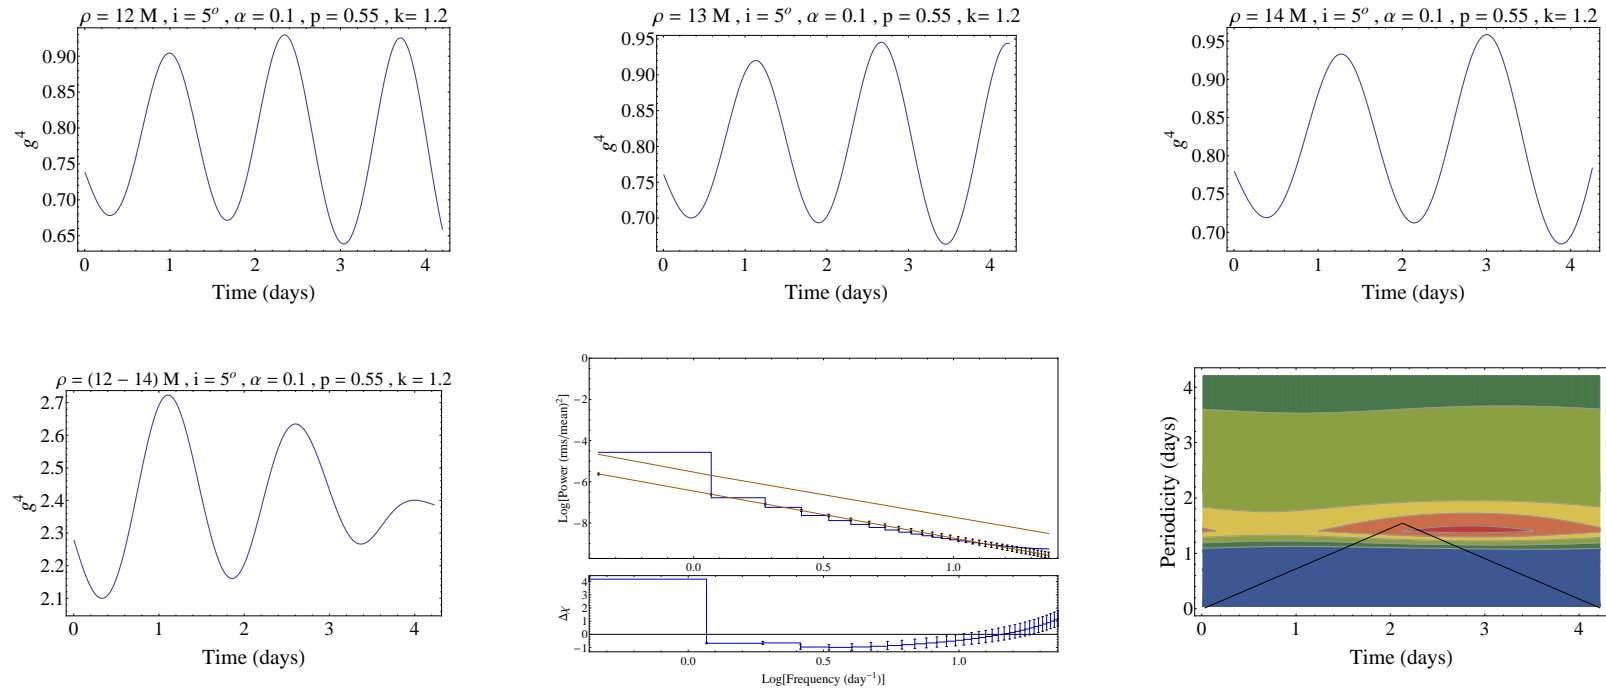 ρ = 12 M , i = 5° , α = 0.1 , p = 0.55 , k= 1.2
0.90
0.85
0.80
0.75
0.70
0.65
g⁴
0 1 2 3 4
Time (days)
ρ = 13 M , i = 5° , α = 0.1 , p = 0.55 , k= 1.2
0.95
0.90
0.85
0.80
0.75
0.70
g⁴
0 1 2 3 4
Time (days)
ρ = 14 M , i = 5° , α = 0.1 , p = 0.55 , k= 1.2
0.95
0.90
0.85
0.80
0.75
0.70
g⁴
0 1 2 3 4
Time (days)
ρ = (12 − 14) M , i = 5° , α = 0.1 , p = 0.55 , k = 1.2
2.7
2.6
2.5
2.4
2.3
2.2
2.1
g⁴
0 1 2 3 4
Time (days)
0
−2
−4
−6
−8
Log[Power (rms/mean)²]
0.0 0.5 1.0
4
3
2
1
0
−1
Δχ
0.0 0.5 1.0
Log[Frequency (day⁻¹)]
4
3
2
1
0
Periodicity (days)
0 1 2 3 4
Time (days)